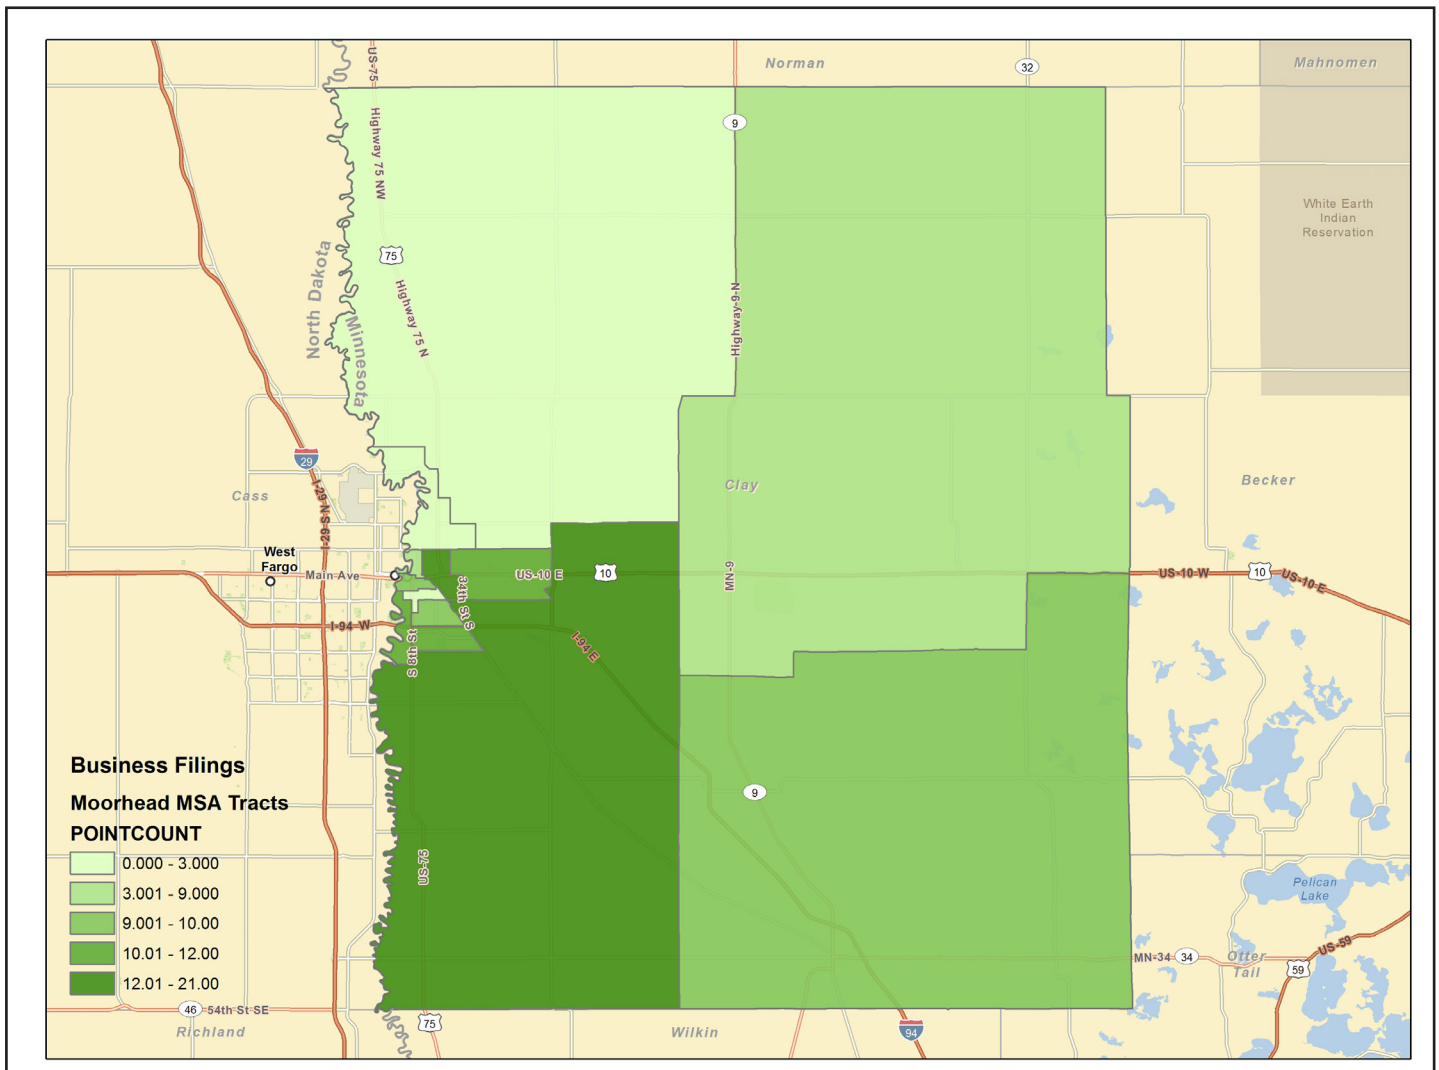 Norman
32
Mahnomen
US-75
9
Highway 75 NW
White Earth
Indian
Reservation
75
North Dakota
Minnesota
Highway 75 N
Highway-9-N
29
I-29 S N
I-29 S N
Cass
Clay
Becker
West
Fargo
Main Ave
34th St S
US-10 E
10
MN-9
US-10-W
10
US-10-E
I-94 W
S 8th St
I-94 E
Business Filings
Moorhead MSA Tracts
POINTCOUNT
0.000 - 3.000
3.001 - 9.000
9.001 - 10.00
10.01 - 12.00
12.01 - 21.00
9
US-75
Pelican
Lake
MN-34
34
Otter
Tail
US-59
59
46
54th St SE
Richland
75
Wilkin
94